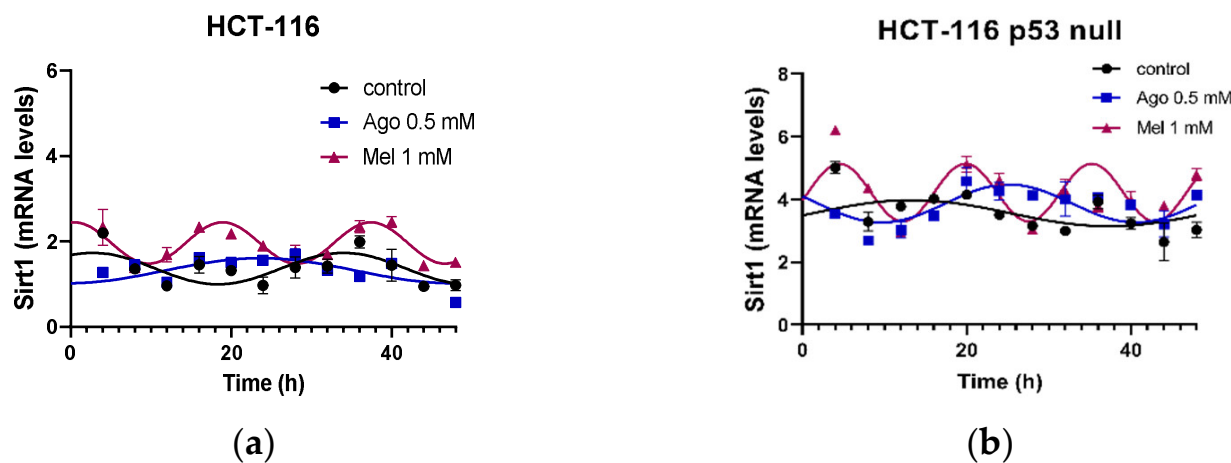 HCT-116
Sirt1 (mRNA levels)
6
4
2
0
control
Ago 0.5 mM
Mel 1 mM
0 20 40
Time (h)
(a)
HCT-116 p53 null
Sirt1 (mRNA levels)
8
6
4
2
0
control
Ago 0.5 mM
Mel 1 mM
0 20 40
Time (h)
(b)